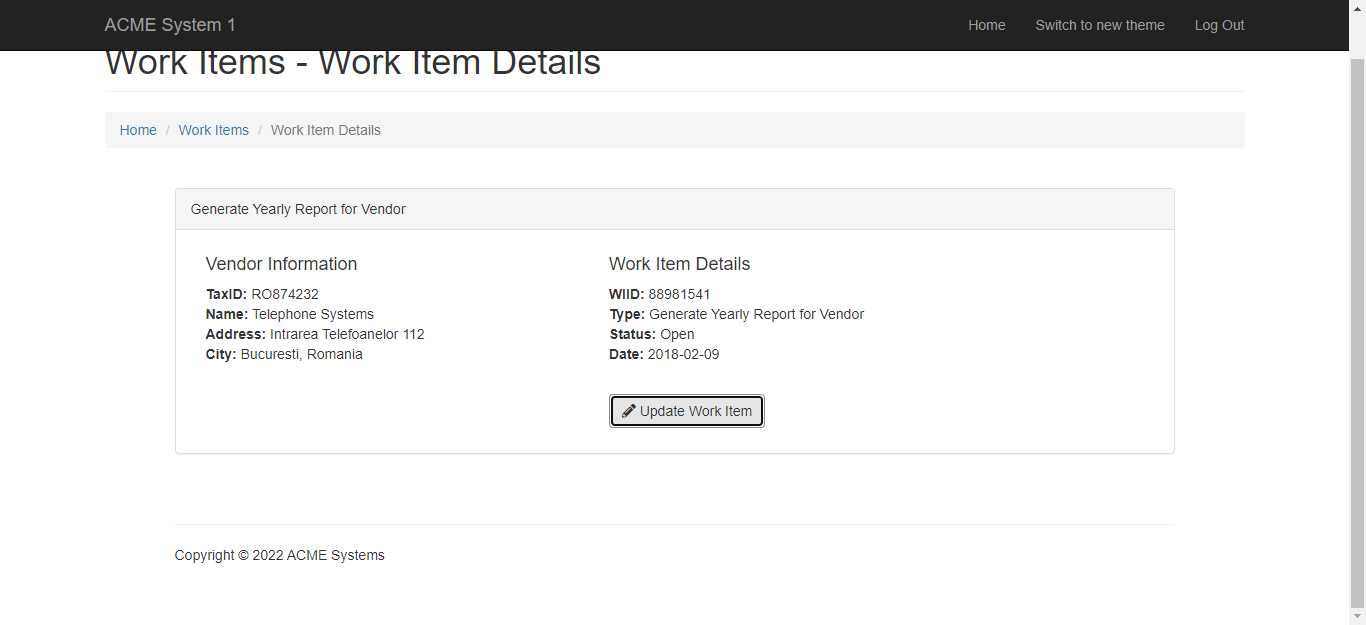 ACME System 1
Home
Switch to new theme
Log Out
Work Items - Work Item Details
Home / Work Items / Work Item Details
Generate Yearly Report for Vendor
Vendor Information
TaxID: RO874232
Name: Telephone Systems
Address: Intrarea Telefoanelor 112
City: Bucuresti, Romania
Work Item Details
WIID: 88981541
Type: Generate Yearly Report for Vendor
Status: Open
Date: 2018-02-09
Update Work Item
Copyright © 2022 ACME Systems